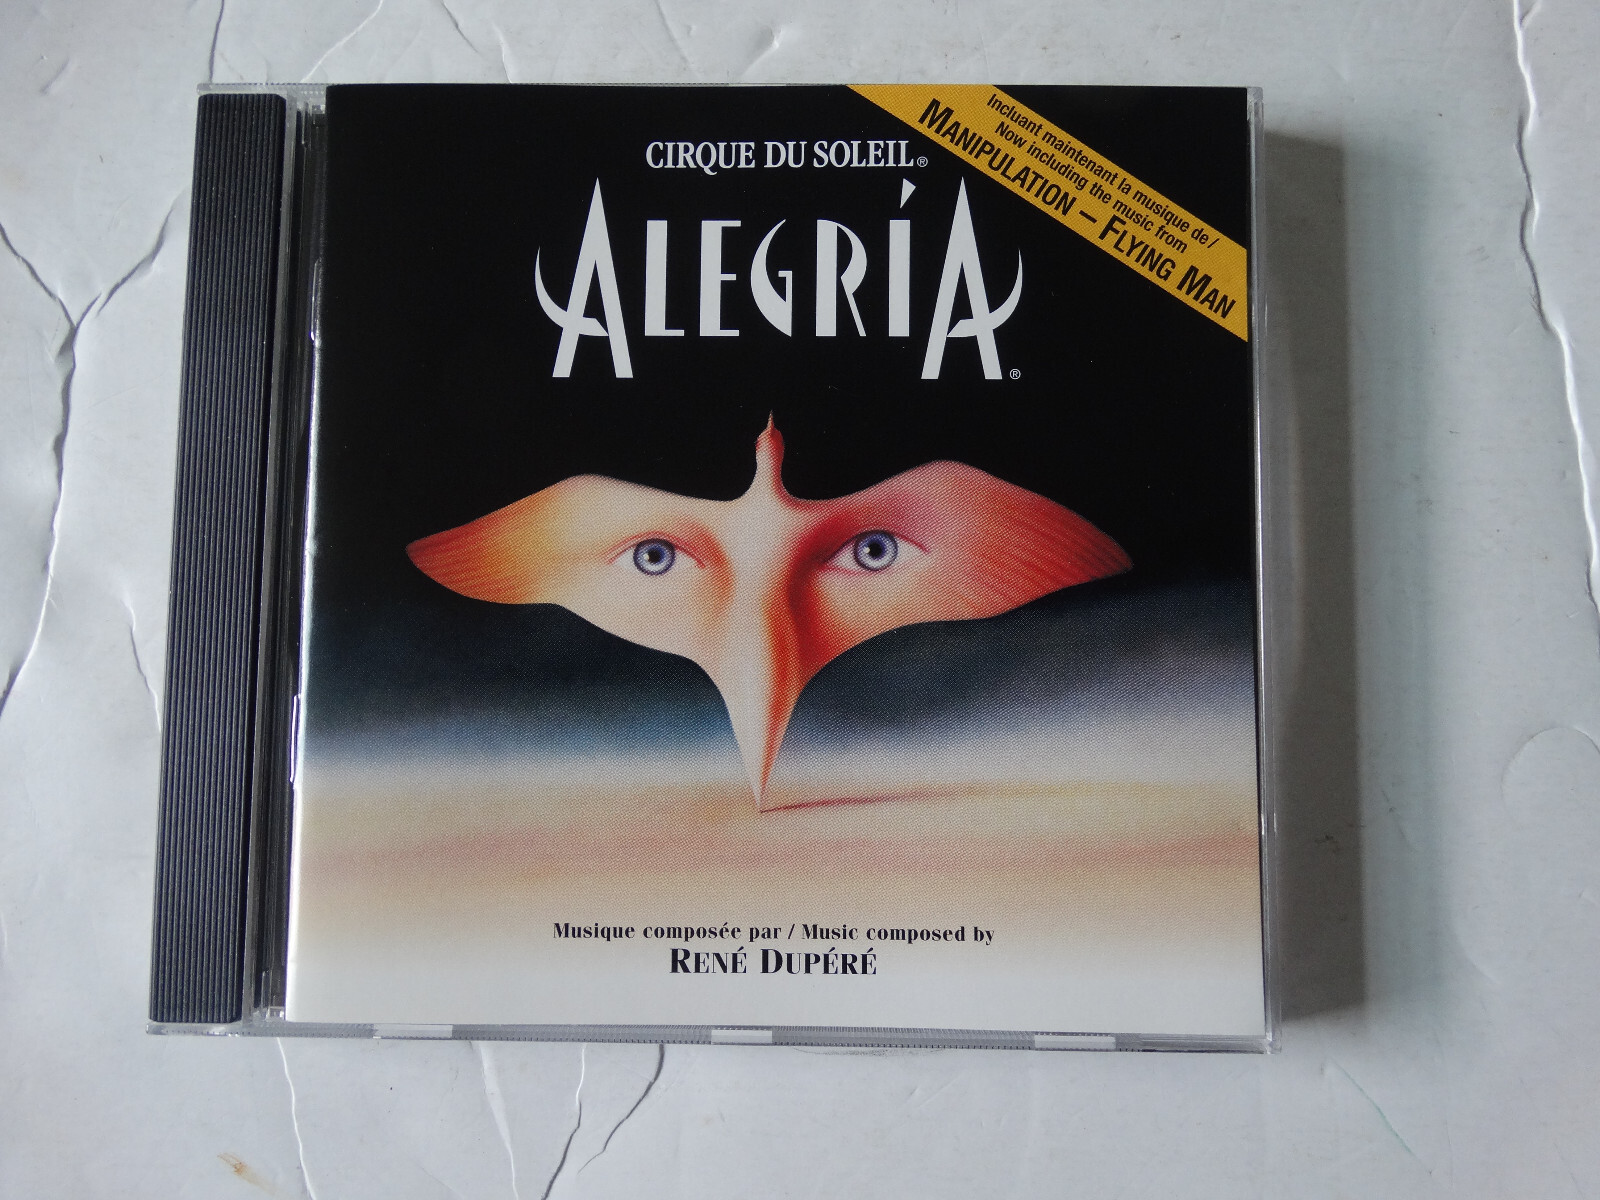 CIRQUE DU SOLEIL®
ALEGRÍA®
Incluant maintenant la musique de /
Now including the music from
MANIPULATION – FLYING MAN
Musique composée par / Music composed by
RENÉ DUPÉRÉ